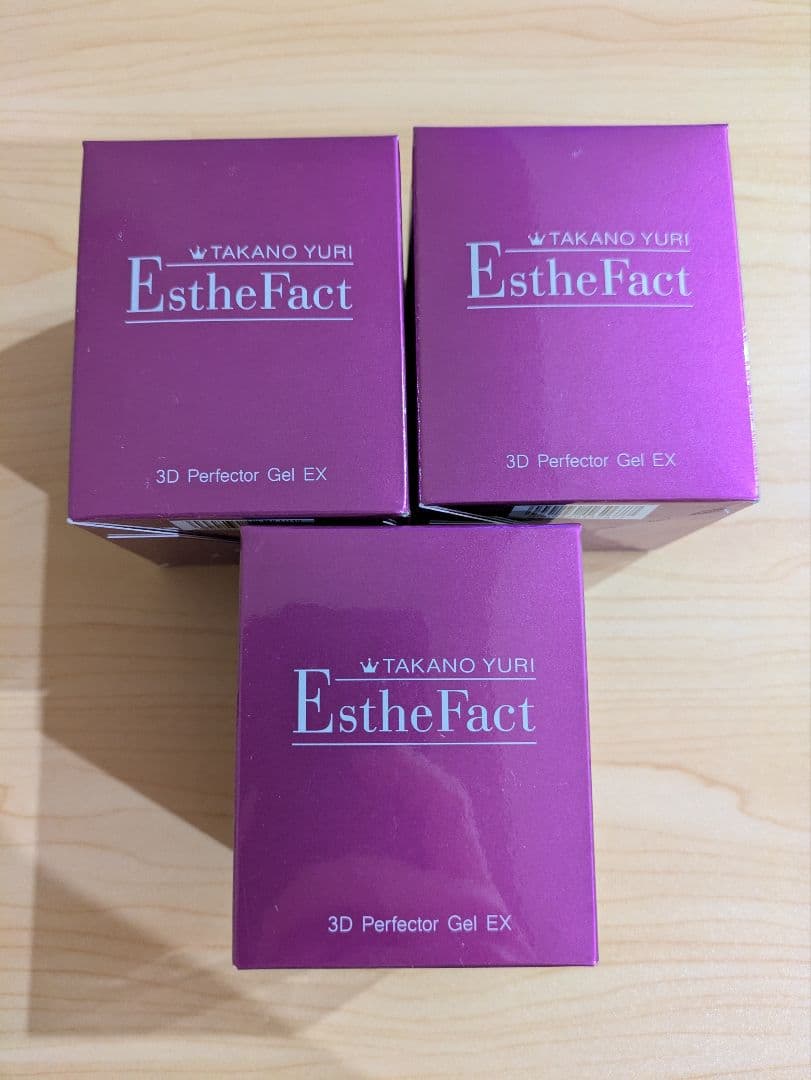 TAKANO YURI
EstheFact
3D Perfector Gel EX
TAKANO YURI
EstheFact
3D Perfector Gel EX
TAKANO YURI
EstheFact
3D Perfector Gel EX